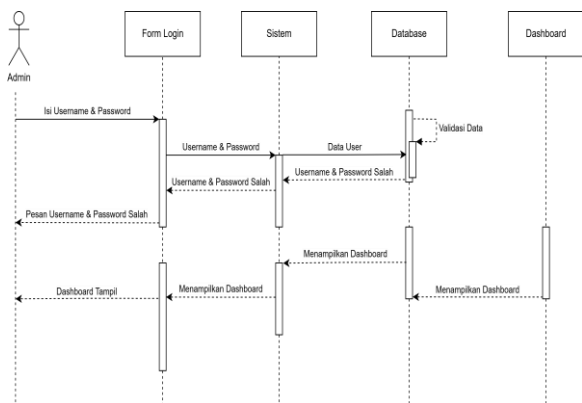 Form Login
Sistem
Database
Dashboard
Admin
Isi Username & Password
Validasi Data
Username & Password
Data User
Username & Password Salah
Username & Password Salah
Pesan Username & Password Salah
Menampilkan Dashboard
Menampilkan Dashboard
Menampilkan Dashboard
Dashboard Tampil